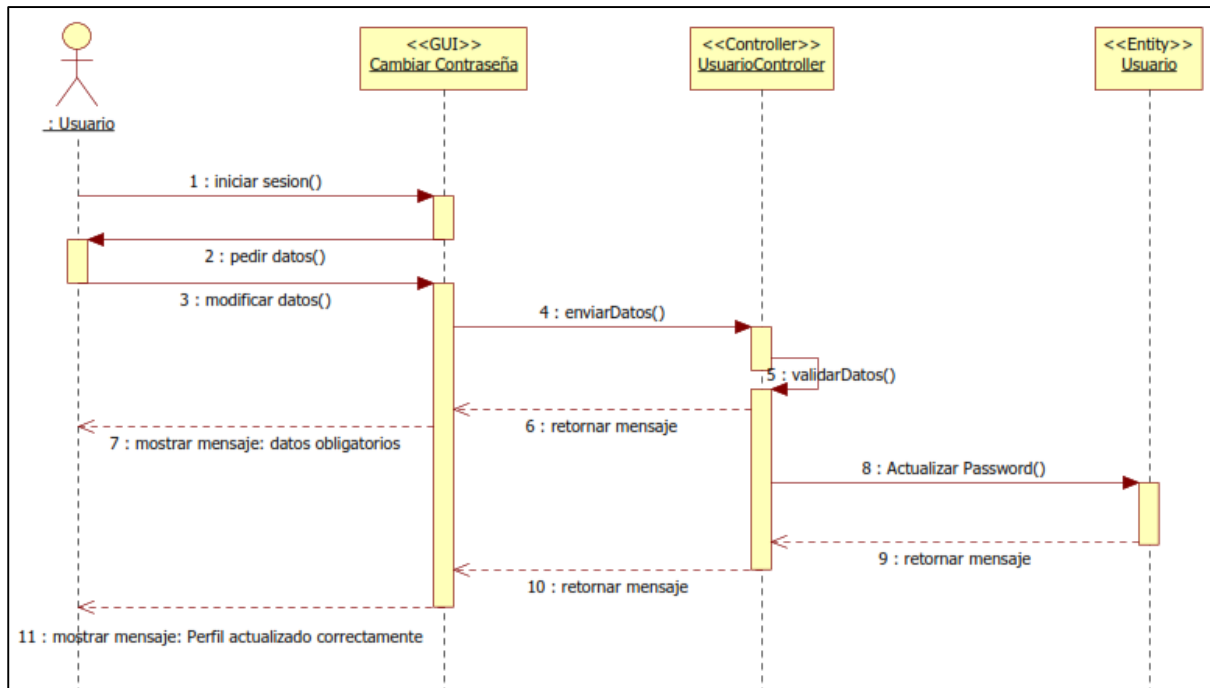 <<GUI>>
Cambiar Contraseña
<<Controller>>
UsuarioController
<<Entity>>
Usuario
: Usuario
1 : iniciar sesion()
2 : pedir datos()
3 : modificar datos()
4 : enviarDatos()
5 : validarDatos()
6 : retornar mensaje
7 : mostrar mensaje: datos obligatorios
8 : Actualizar Password()
9 : retornar mensaje
10 : retornar mensaje
11 : mostrar mensaje: Perfil actualizado correctamente